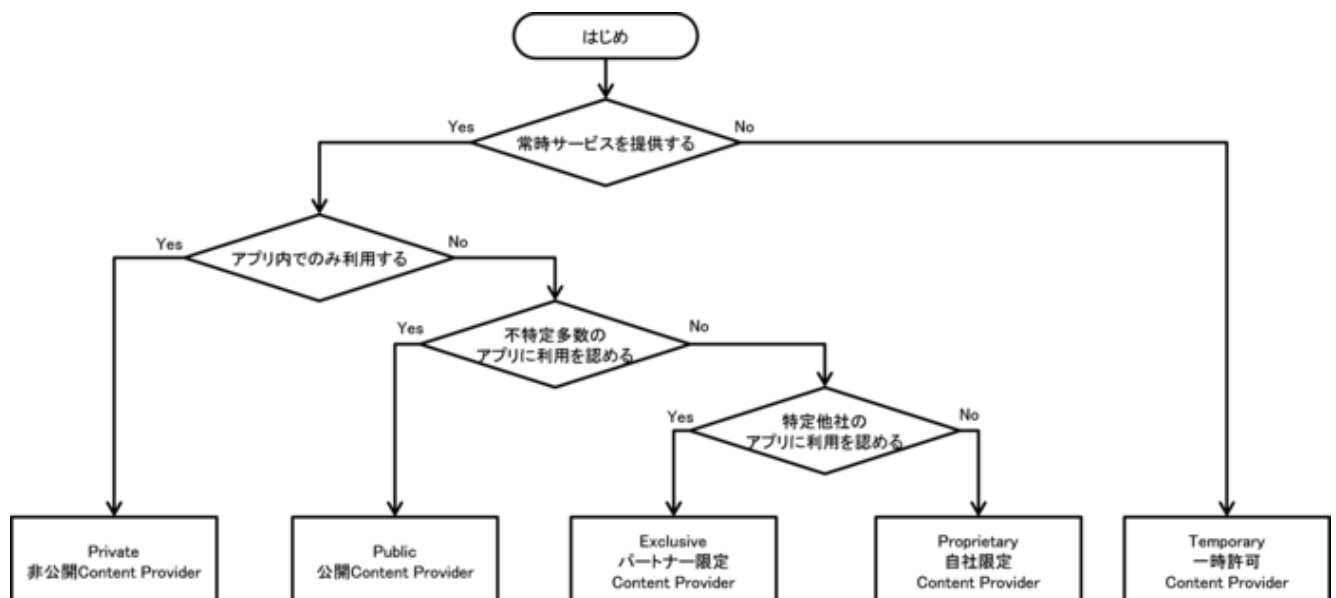 はじめ
Yes
常時サービスを提供する
No
Yes
アプリ内でのみ利用する
No
Yes
不特定多数の
アプリに利用を認める
No
Yes
特定他社の
アプリに利用を認める
No
Private
非公開Content Provider
Public
公開Content Provider
Exclusive
パートナー限定
Content Provider
Proprietary
自社限定
Content Provider
Temporary
一時許可
Content Provider